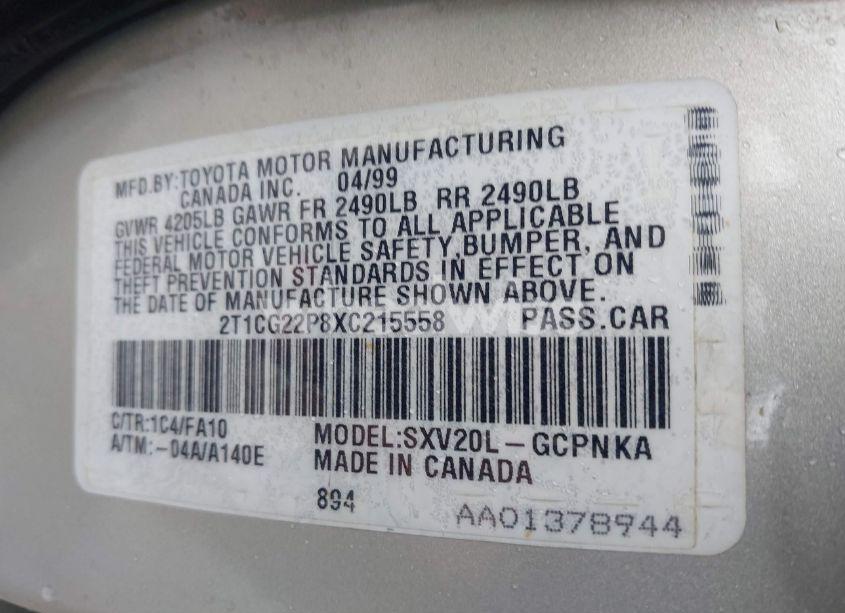 MFD.BY:TOYOTA MOTOR MANUFACTURING
CANADA INC. 04/99
GVWR 4205LB GAWR FR 2490LB RR 2490LB
THIS VEHICLE CONFORMS TO ALL APPLICABLE
FEDERAL MOTOR VEHICLE SAFETY,BUMPER, AND
THEFT PREVENTION STANDARDS IN EFFECT ON
THE DATE OF MANUFACTURE SHOWN ABOVE.
2T1CG22P8XC215558 PASS.CAR
C/TR:1C4/FA10 MODEL:SXV20L-GCPNKA
A/TM:-04A/A140E MADE IN CANADA
894 AA01378944